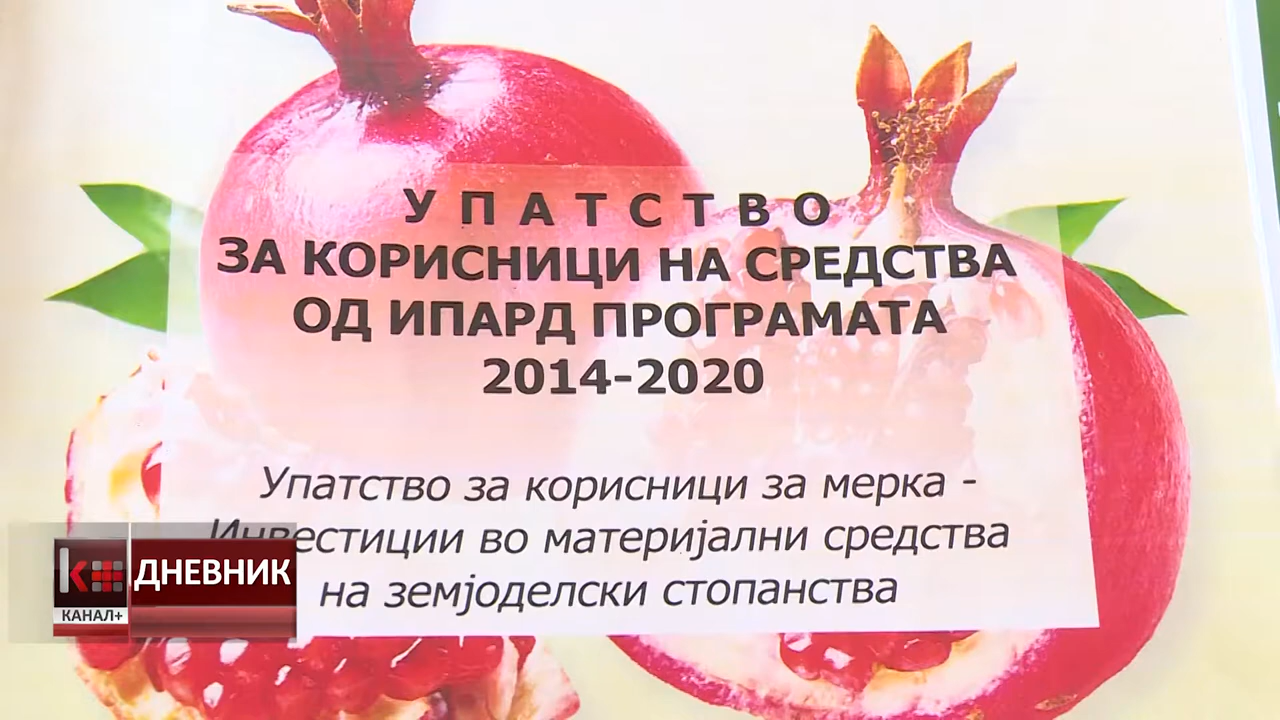 У П А Т С Т В О
ЗА КОРИСНИЦИ НА СРЕДСТВА
ОД ИПАРД ПРОГРАМАТА
2014-2020
Упатство за корисници за мерка -
Инвестиции во материјални средства
на земјоделски стопанства
ДНЕВНИК
КАНАЛ+